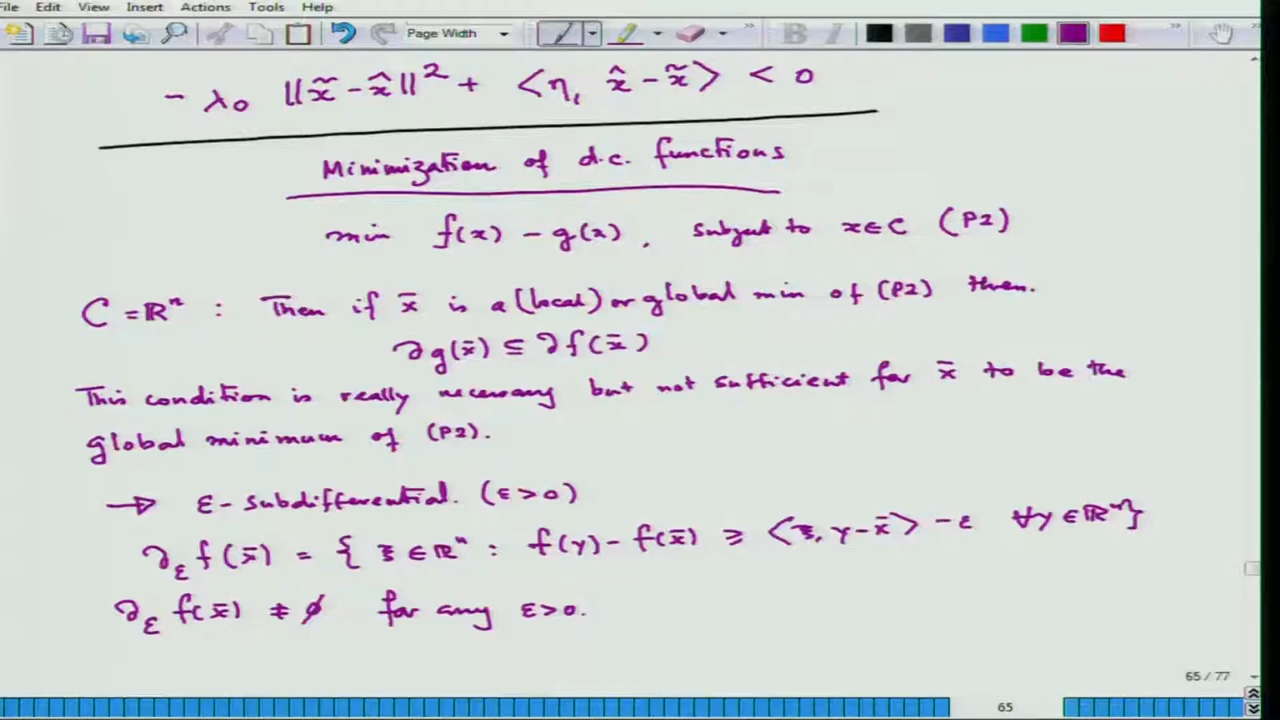 File Edit View Insert Actions Tools Help
Page Width
- λ0 ||x̃ - x̂||² + <η, x̂ - x̃> < 0
Minimization of d.c. functions
min f(x) - g(x), subject to x∈C (P2)
C = ℝⁿ : Then if x̄ is a (local) or global min of (P2) then.
∂g(x̄) ⊆ ∂f(x̄)
This condition is really necessary but not sufficient for x̄ to be the
global minimum of (P2).
→ ε-subdifferential. (ε>0)
∂_ε f(x̄) = { ξ ∈ ℝⁿ : f(y) - f(x̄) ≥ <ξ, y-x̄> - ε ∀y ∈ ℝⁿ}
∂_ε f(x̄) ≠ ∅ for any ε>0.
65 / 77
65